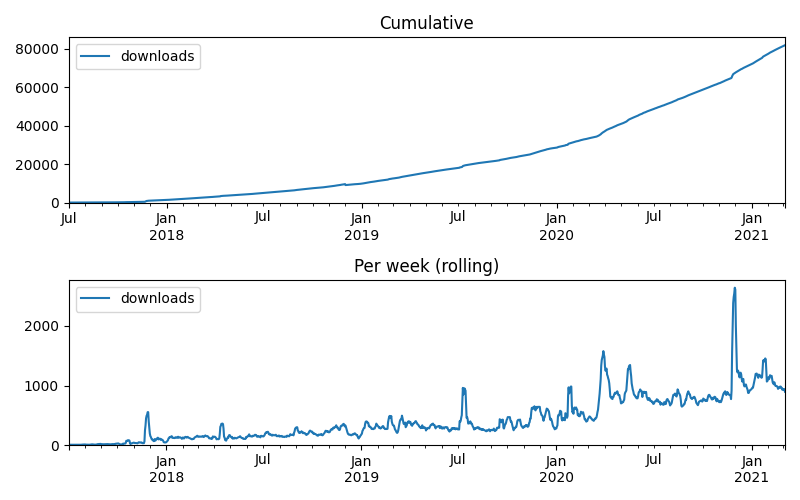 Cumulative
downloads
80000
60000
40000
20000
0
Jul Jan Jul Jan Jul Jan Jul Jan
2018 2019 2020 2021
Per week (rolling)
downloads
2000
1000
0
Jan Jul Jan Jul Jan Jul Jan
2018 2019 2020 2021